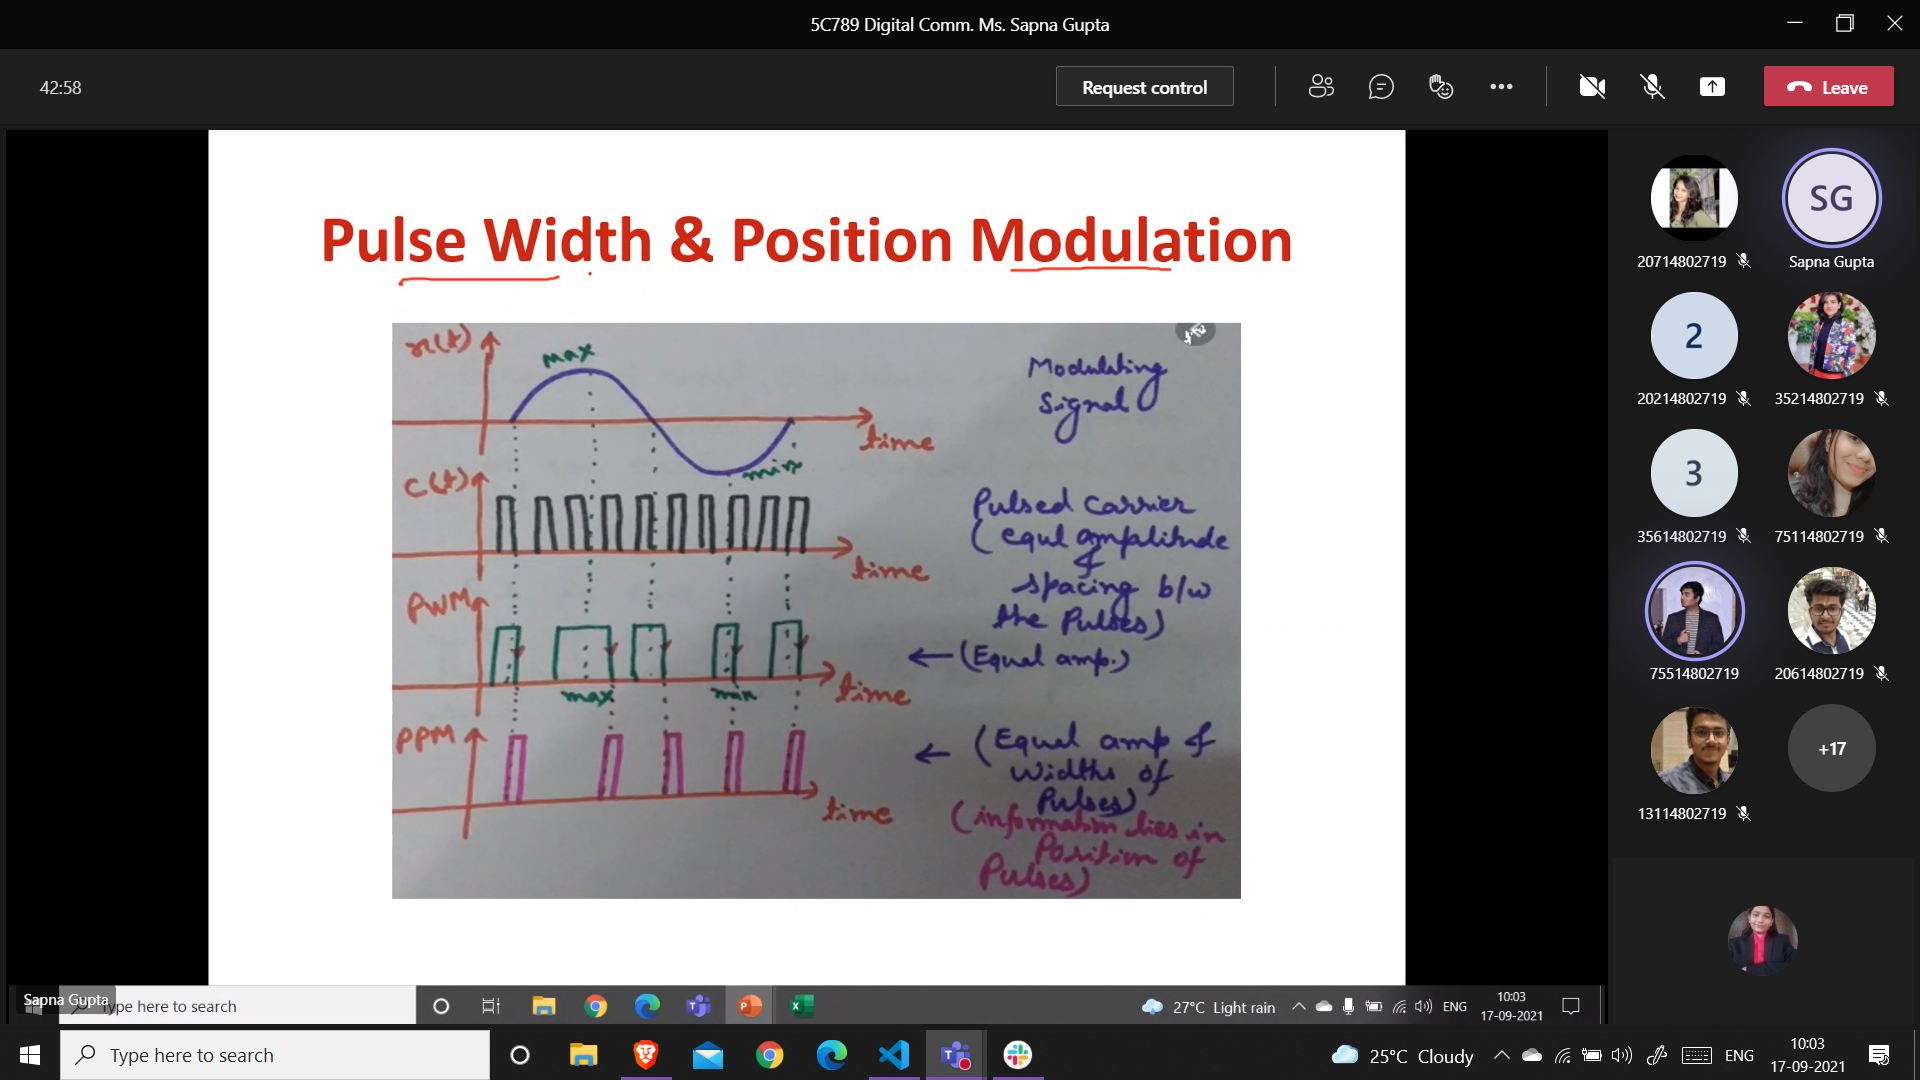 5C789 Digital Comm. Ms. Sapna Gupta
42:58
Request control
Leave
Pulse Width & Position Modulation
x(t)
max
Modulating
Signal
time
min
C(t)
Pulsed carrier
(equl amplitude
&
spacing b/w
the Pulses)
time
PWM
(Equal amp.)
max
min
time
PPM
(Equal amp &
widths of
Pulses)
time
(information lies in
Position of
Pulses)
20714802719
SG
Sapna Gupta
2
20214802719
35214802719
3
35614802719
75114802719
75514802719
20614802719
13114802719
+17
Sapna Gupta
Type here to search
27°C Light rain
ENG
10:03
17-09-2021
Type here to search
25°C Cloudy
ENG
10:03
17-09-2021